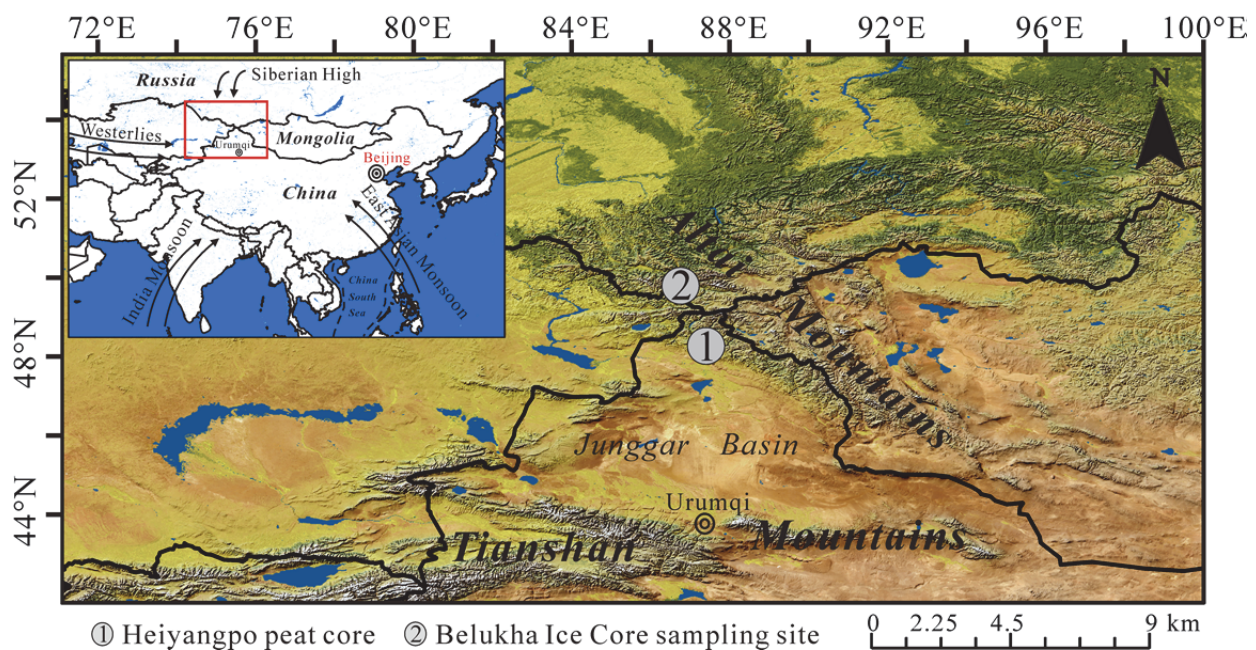 72°E 76°E 80°E 84°E 88°E 92°E 96°E 100°E
52°N
48°N
44°N
Russia
Siberian High
Westerlies
Mongolia
Urumqi
Beijing
China
India Monsoon
East Asian Monsoon
China
South
Sea
N
Altai
Mountains
2
1
Junggar Basin
Urumqi
Tianshan Mountains
1 Heiyangpo peat core 2 Belukha Ice Core sampling site
0 2.25 4.5 9 km